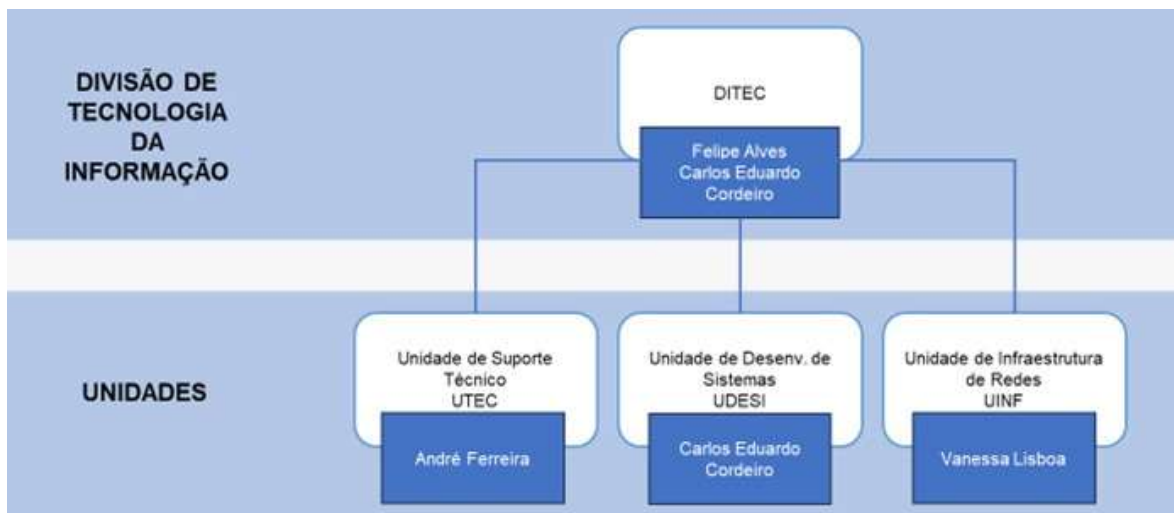 DIVISÃO DE
TECNOLOGIA
DA
INFORMAÇÃO
DITEC
Felipe Alves
Carlos Eduardo
Cordeiro
UNIDADES
Unidade de Suporte
Técnico
UTEC
André Ferreira
Unidade de Desenv. de
Sistemas
UDESI
Carlos Eduardo
Cordeiro
Unidade de Infraestrutura
de Redes
UINF
Vanessa Lisboa